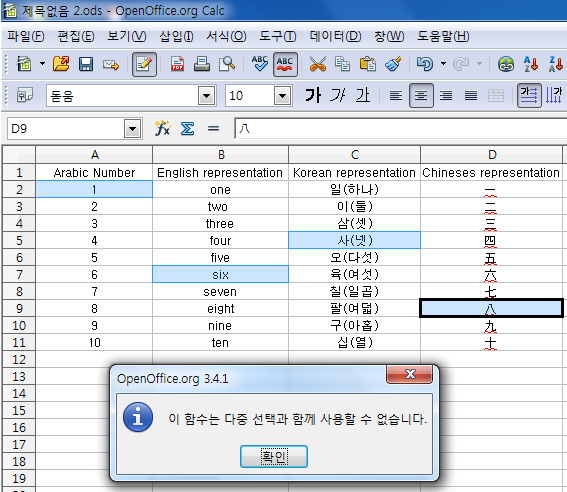 제목없음 2.ods - OpenOffice.org Calc
파일(F) 편집(E) 보기(V) 삽입(I) 서식(O) 도구(T) 데이터(D) 창(W) 도움말(H)
돋움 10 가 가 가 가 가
D9 八
A B C D
1 Arabic Number English representation Korean representation Chineses representation
2 1 one 일(하나) 一
3 2 two 이(둘) 二
4 3 three 삼(셋) 三
5 4 four 사(넷) 四
6 5 five 오(다섯) 五
7 6 six 육(여섯) 六
8 7 seven 칠(일곱) 七
9 8 eight 팔(여덟) 八
10 9 nine 구(아홉) 九
11 10 ten 십(열) 十
12
13
OpenOffice.org 3.4.1
14
15
이 함수는 다중 선택과 함께 사용할 수 없습니다.
16
17
18
확인
19